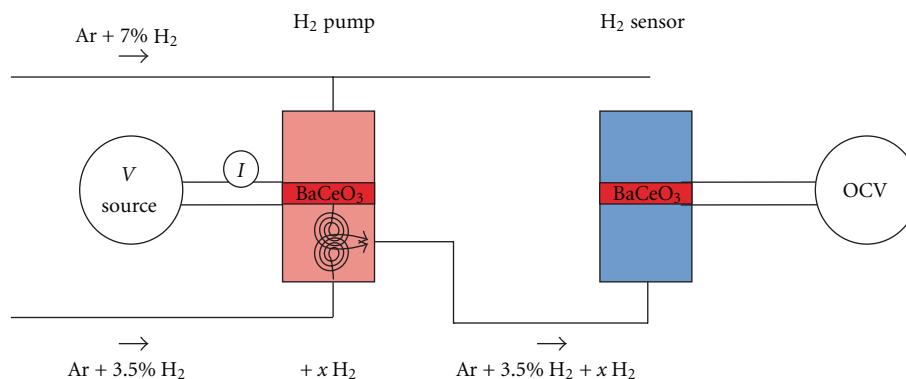 H₂ pump
H₂ sensor
Ar + 7% H₂
V
source
I
BaCeO₃
BaCeO₃
OCV
Ar + 3.5% H₂
+ x H₂
Ar + 3.5% H₂ + x H₂